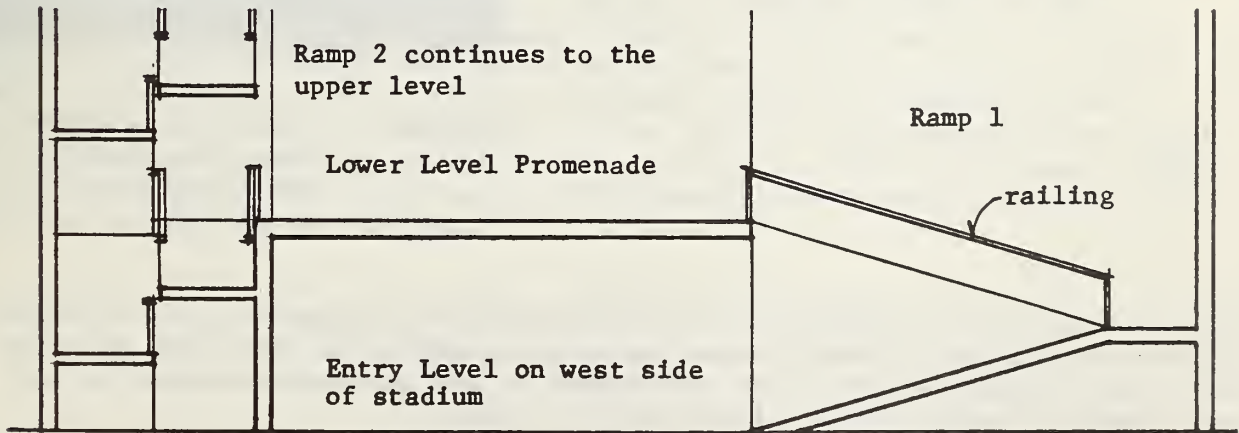 Ramp 2 continues to the
upper level
Ramp 1
Lower Level Promenade
railing
Entry Level on west side
of stadium